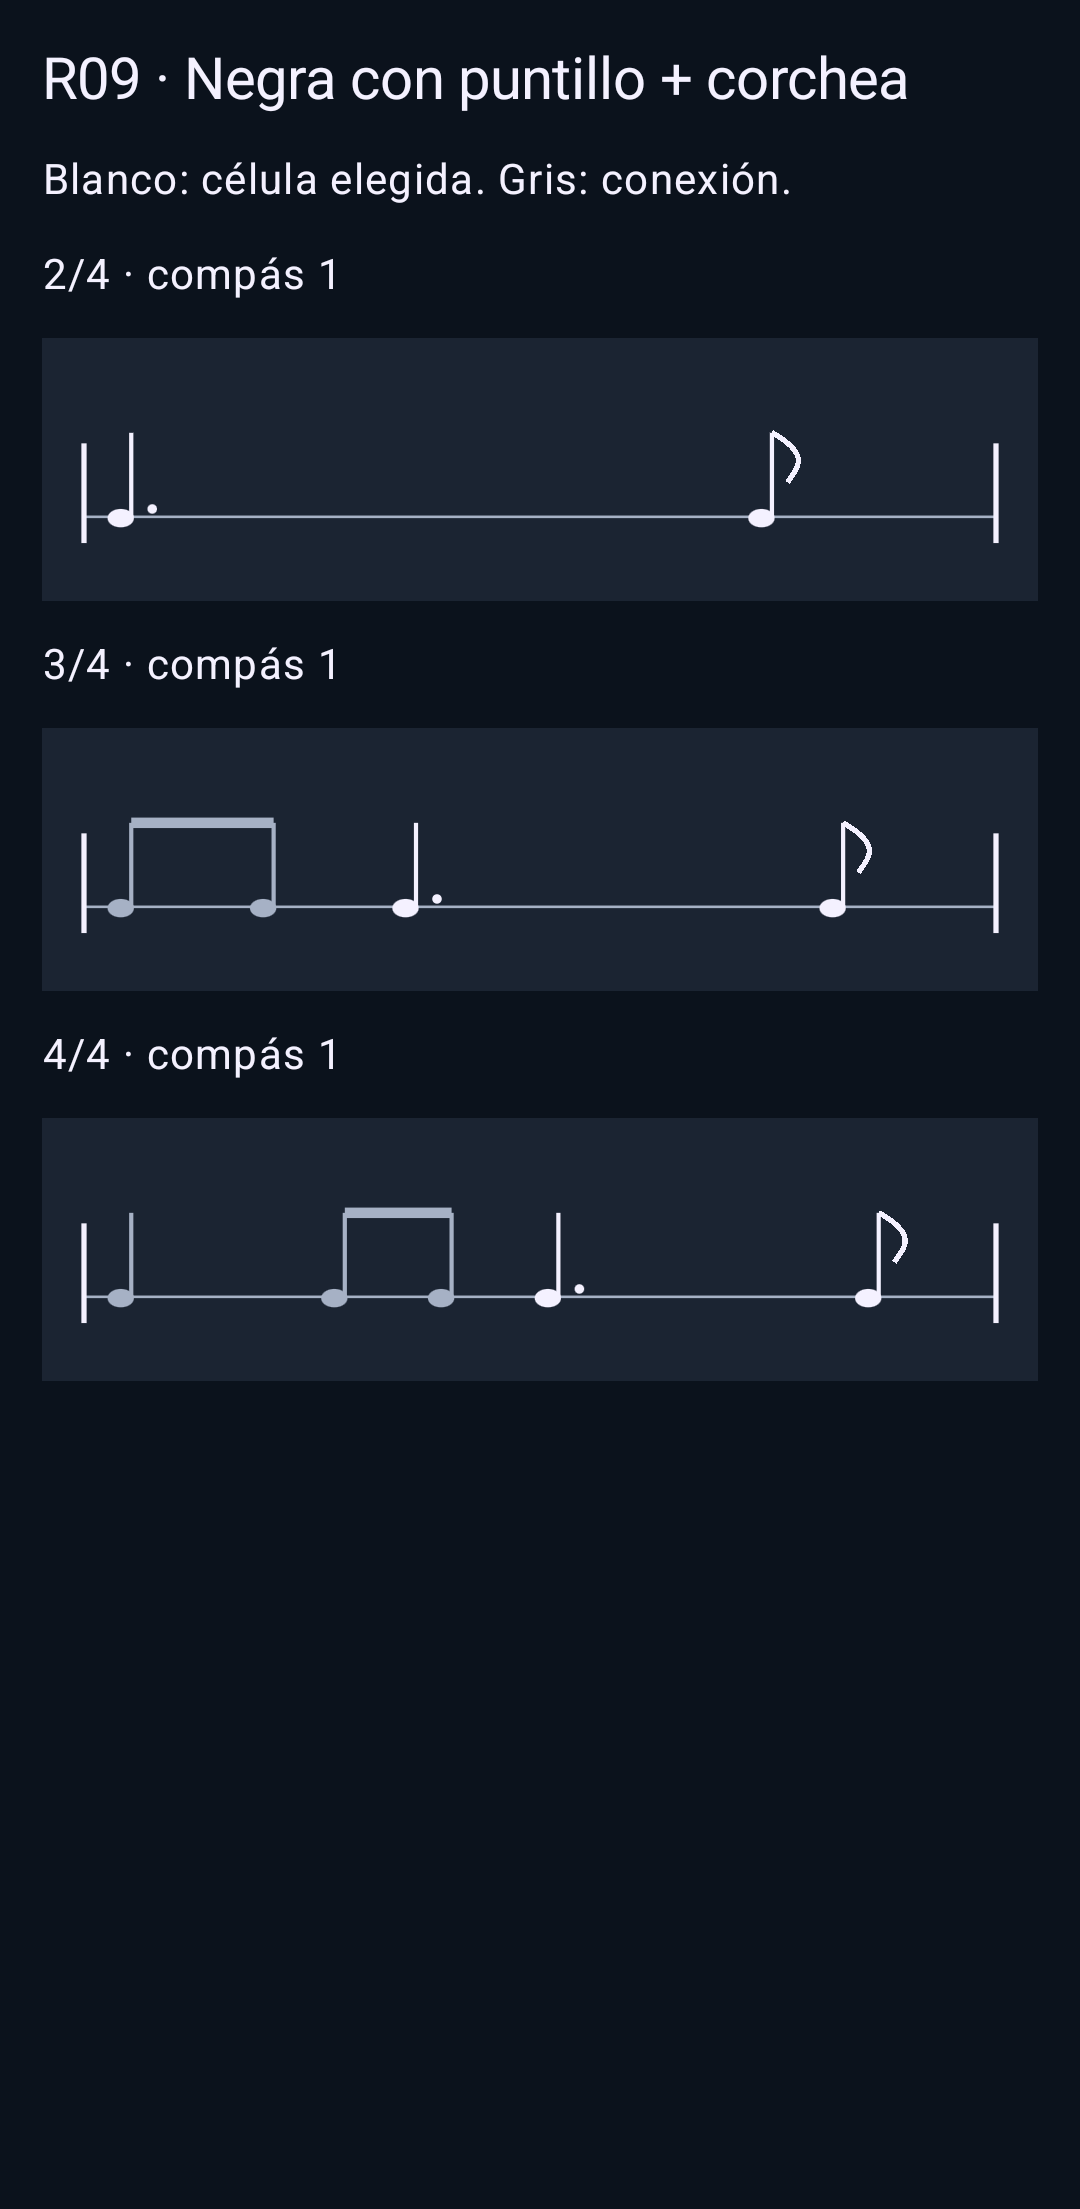 R09 · Negra con puntillo + corchea
Blanco: célula elegida. Gris: conexión.
2/4 · compás 1
3/4 · compás 1
4/4 · compás 1